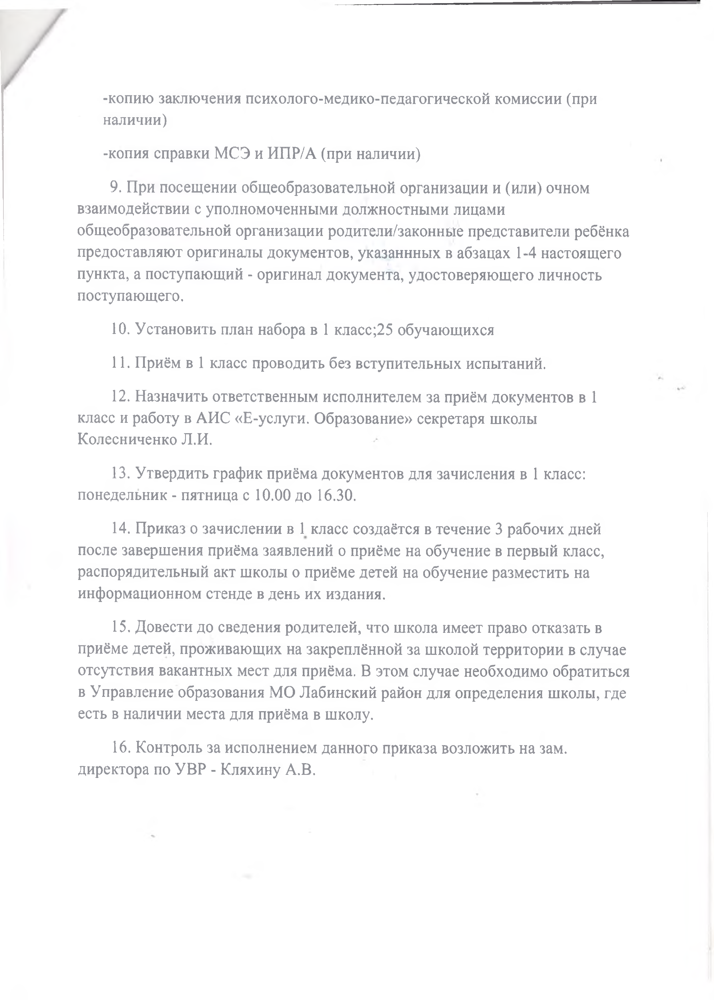 -копию заключения психолого-медико-педагогической комиссии (при
наличии)
-копия справки МСЭ и ИПР/А (при наличии)
9. При посещении общеобразовательной организации и (или) очном
взаимодействии с уполномоченными должностными лицами
общеобразовательной организации родители/законные представители ребёнка
предоставляют оригиналы документов, указаннных в абзацах 1-4 настоящего
пункта, а поступающий - оригинал документа, удостоверяющего личность
поступающего.
10. Установить план набора в 1 класс;25 обучающихся
11. Приём в 1 класс проводить без вступительных испытаний.
12. Назначить ответственным исполнителем за приём документов в 1
класс и работу в АИС «Е-услуги. Образование» секретаря школы
Колесниченко Л.И.
13. Утвердить график приёма документов для зачисления в 1 класс:
понедельник - пятница с 10.00 до 16.30.
14. Приказ о зачислении в 1 класс создаётся в течение 3 рабочих дней
после завершения приёма заявлений о приёме на обучение в первый класс,
распорядительный акт школы о приёме детей на обучение разместить на
информационном стенде в день их издания.
15. Довести до сведения родителей, что школа имеет право отказать в
приёме детей, проживающих на закреплённой за школой территории в случае
отсутствия вакантных мест для приёма. В этом случае необходимо обратиться
в Управление образования МО Лабинский район для определения школы, где
есть в наличии места для приёма в школу.
16. Контроль за исполнением данного приказа возложить на зам.
директора по УВР - Кляхину А.В.